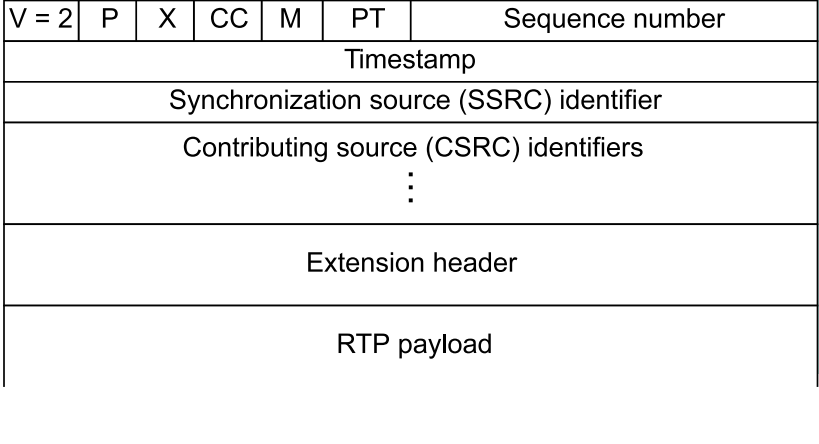 V = 2 P X CC M PT Sequence number
Timestamp
Synchronization source (SSRC) identifier
Contributing source (CSRC) identifiers
⋮
Extension header
RTP payload